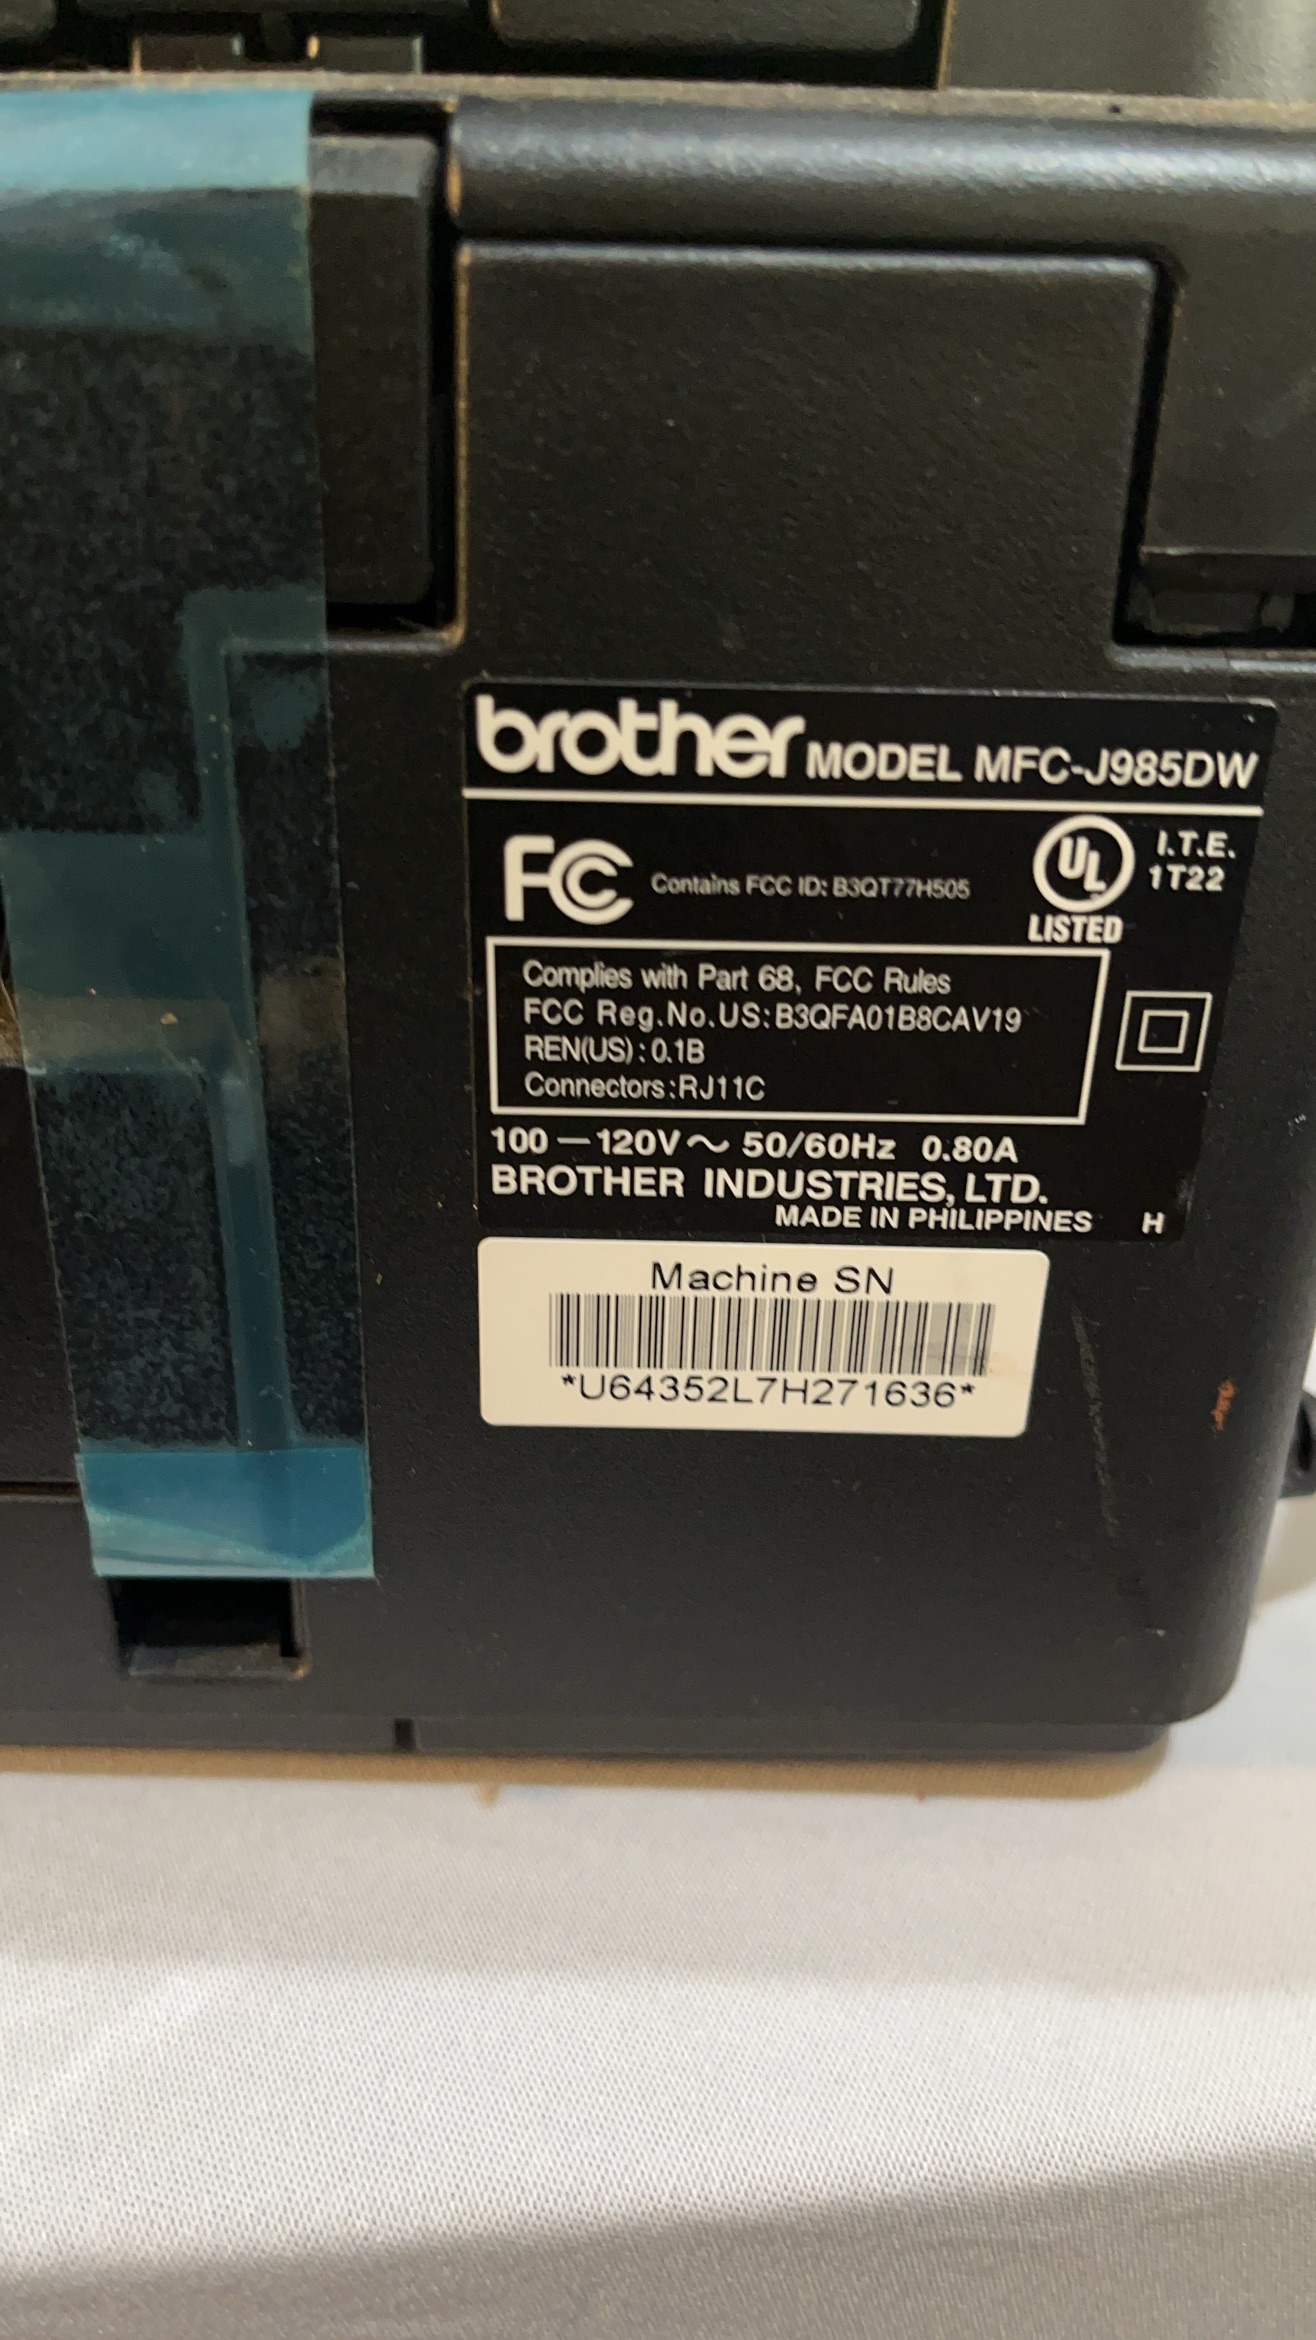 brother MODEL MFC-J985DW
FC Contains FCC ID: B3QT77H505
UL I.T.E.
1T22
LISTED
Complies with Part 68, FCC Rules
FCC Reg.No.US:B3QFA01B8CAV19
REN(US):0.1B
Connectors:RJ11C
100—120V～ 50/60Hz 0.80A
BROTHER INDUSTRIES, LTD.
MADE IN PHILIPPINES H
Machine SN
*U64352L7H271636*